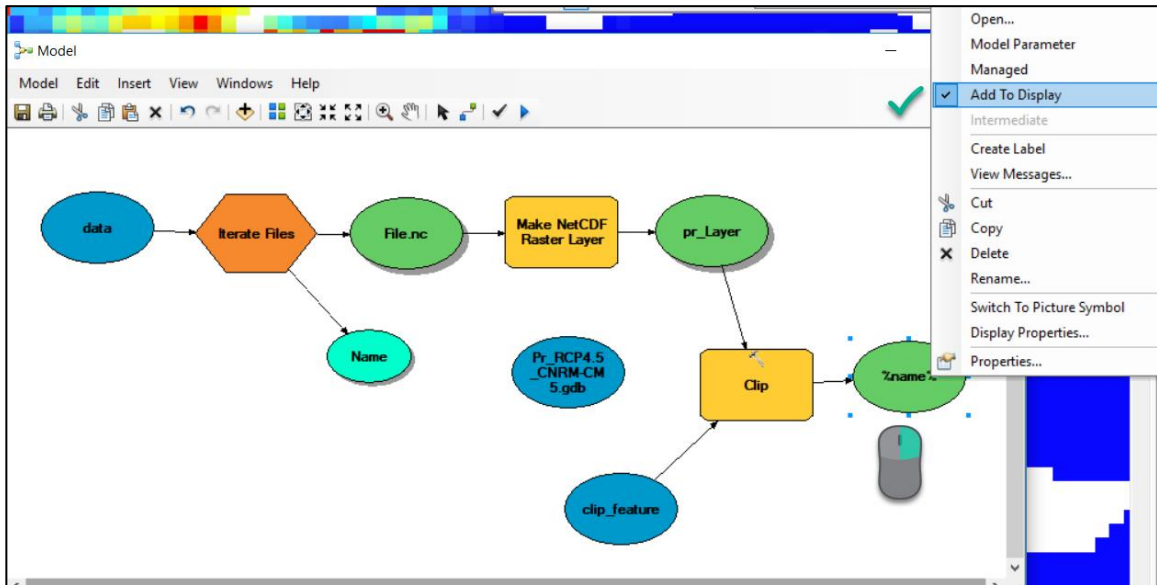 Model
Model Edit Insert View Windows Help
Open...
Model Parameter
Managed
Add To Display
Intermediate
Create Label
View Messages...
Cut
Copy
Delete
Rename...
Switch To Picture Symbol
Display Properties...
Properties...
data
Iterate Files
File.nc
Make NetCDF
Raster Layer
pr_Layer
Name
Pr_RCP4.5
_CNRM-CM
5.gdb
Clip
%name%
clip_feature